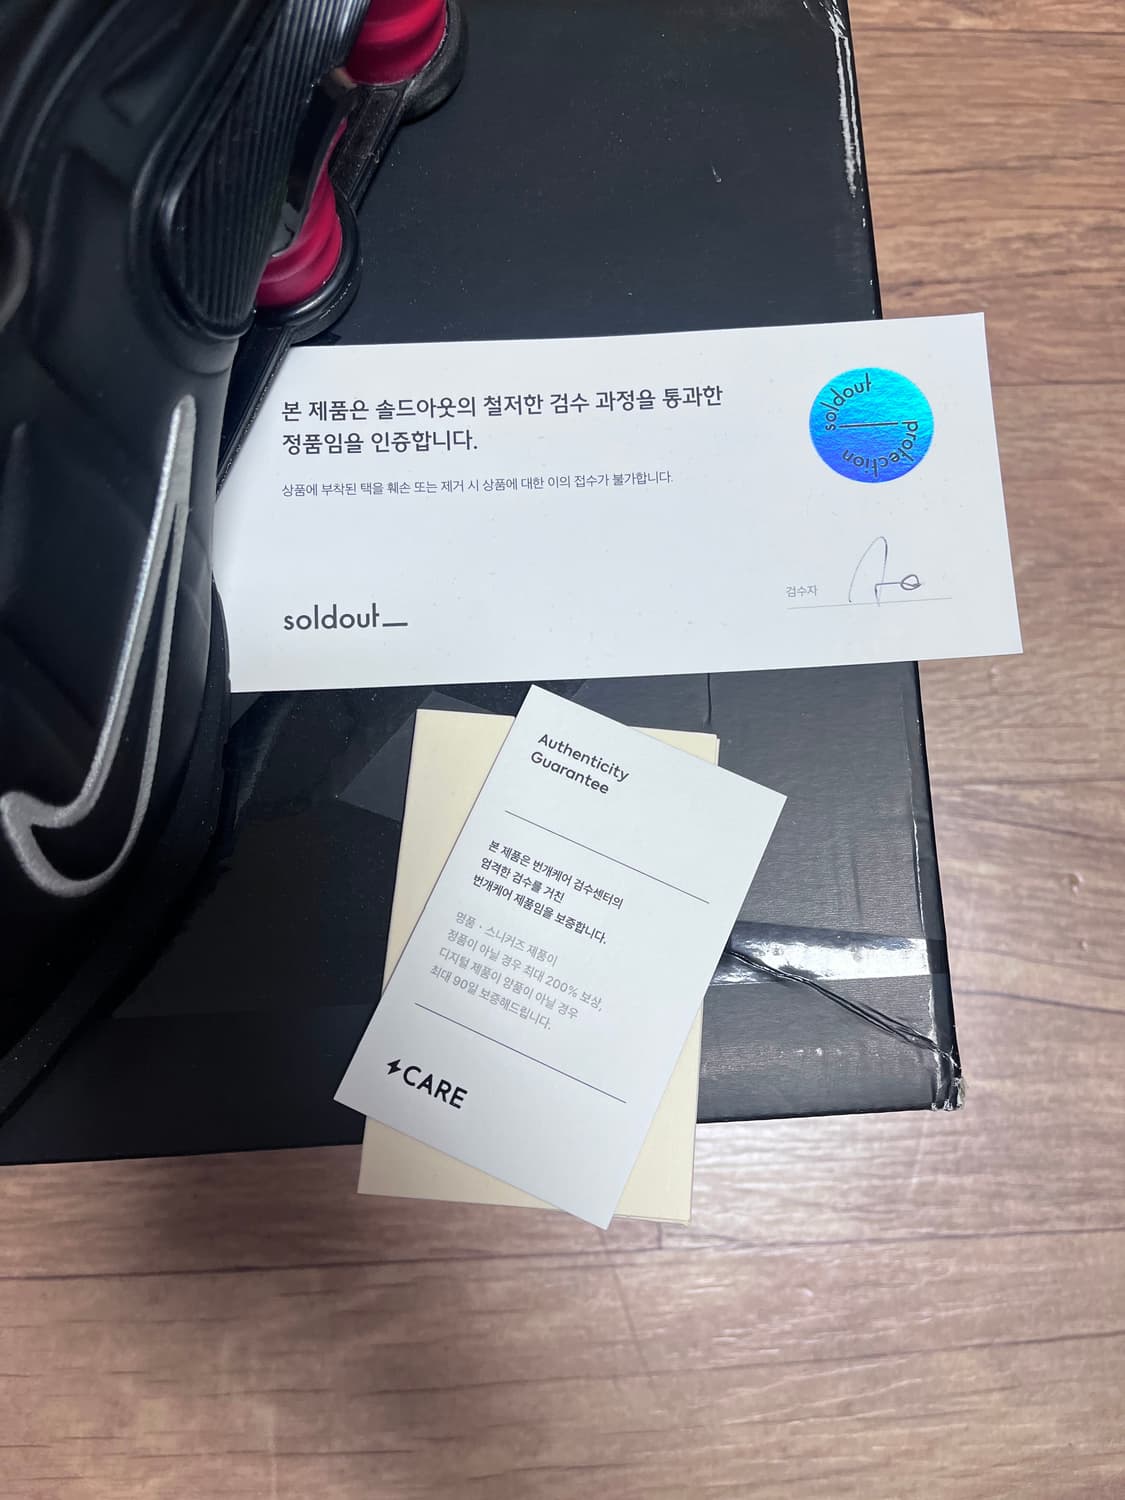 본 제품은 솔드아웃의 철저한 검수 과정을 통과한
정품임을 인증합니다.
상품에 부착된 택을 훼손 또는 제거 시 상품에 대한 이의 접수가 불가합니다.
soldout
protection
검수자
soldout_
Authenticity
Guarantee
본 제품은 번개케어 검수센터의
엄격한 검수를 거친
번개케어 제품임을 보증합니다.
명품 · 스니커즈 제품이
정품이 아닐 경우 최대 200% 보상,
디지털 제품이 양품이 아닐 경우
최대 90일 보증해드립니다.
CARE